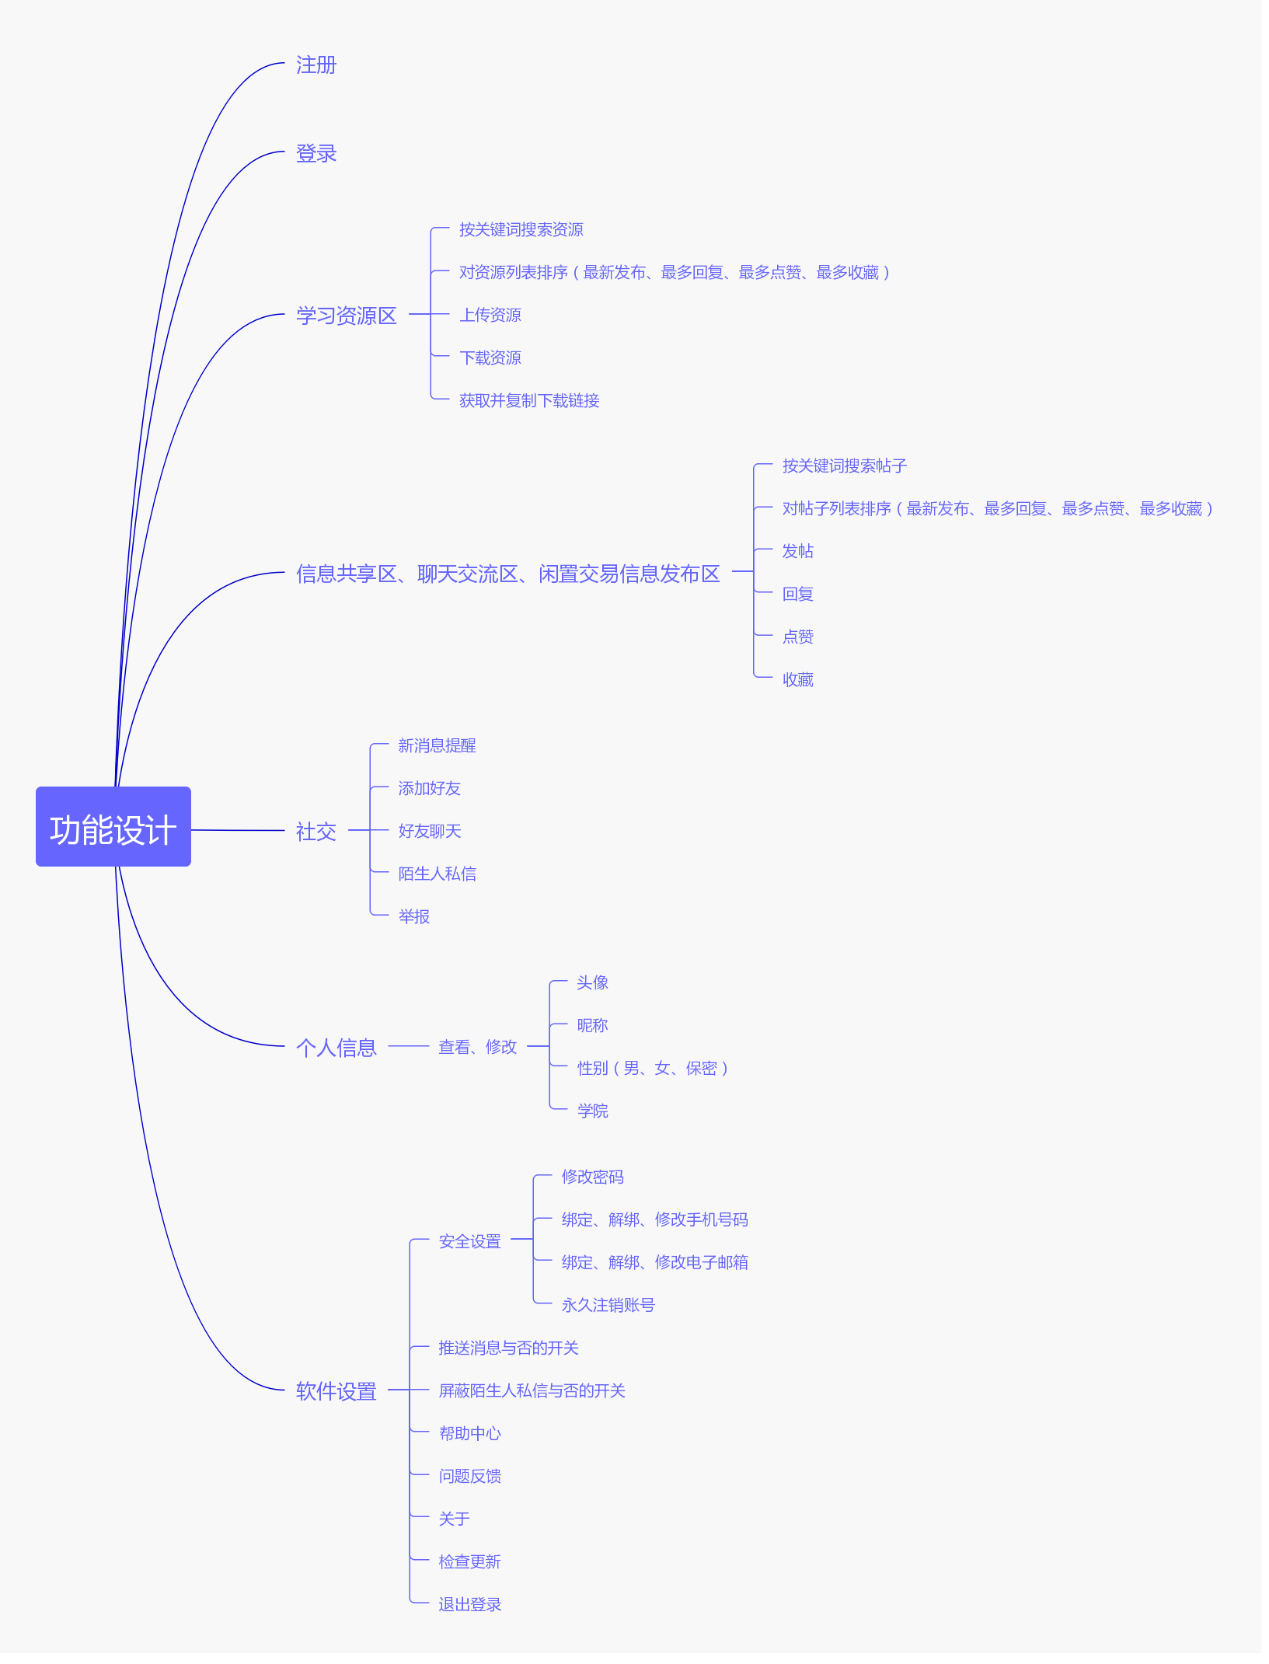 注册
登录
学习资源区
按关键词搜索资源
对资源列表排序（最新发布、最多回复、最多点赞、最多收藏）
上传资源
下载资源
获取并复制下载链接
信息共享区、聊天交流区、闲置交易信息发布区
按关键词搜索帖子
对帖子列表排序（最新发布、最多回复、最多点赞、最多收藏）
发帖
回复
点赞
收藏
功能设计
社交
新消息提醒
添加好友
好友聊天
陌生人私信
举报
个人信息
查看、修改
头像
昵称
性别（男、女、保密）
学院
软件设置
安全设置
修改密码
绑定、解绑、修改手机号码
绑定、解绑、修改电子邮箱
永久注销账号
推送消息与否的开关
屏蔽陌生人私信与否的开关
帮助中心
问题反馈
关于
检查更新
退出登录